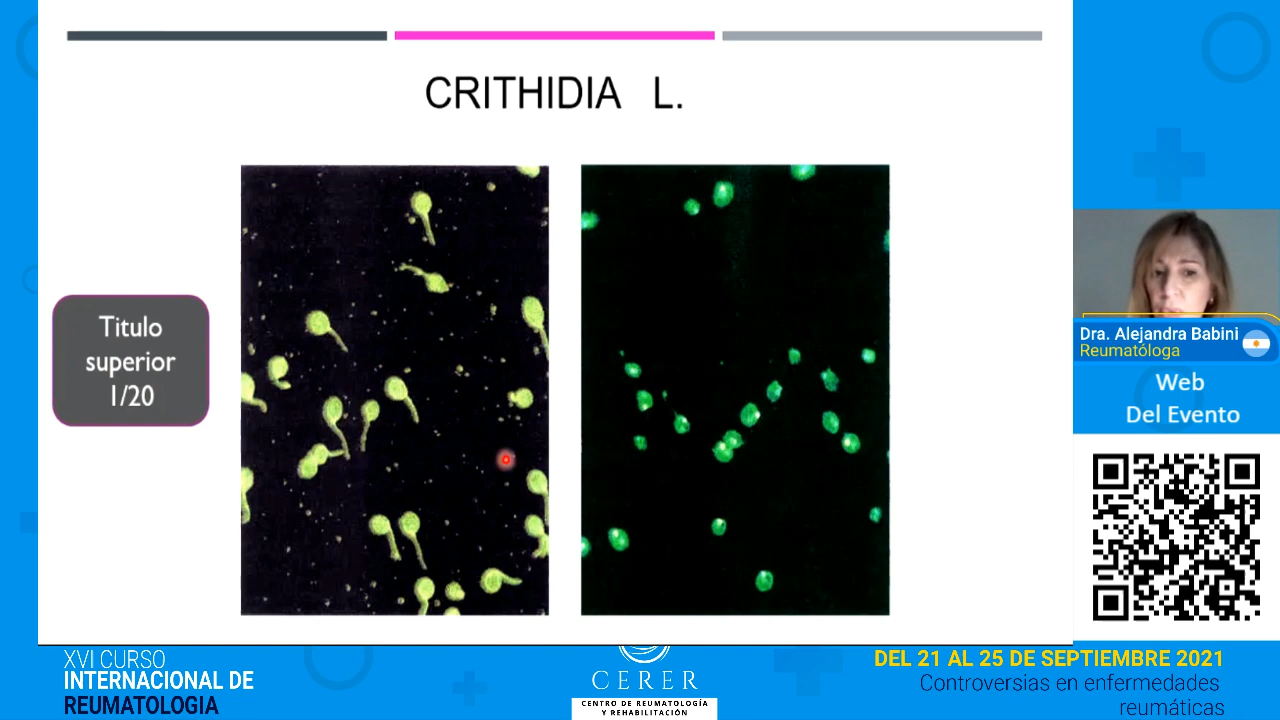 CRITHIDIA L.
Titulo
superior
1/20
Dra. Alejandra Babini
Reumatóloga
Web
Del Evento
XVI CURSO
INTERNACIONAL DE
REUMATOLOGIA
CERER
CENTRO DE REUMATOLOGÍA
Y REHABILITACIÓN
DEL 21 AL 25 DE SEPTIEMBRE 2021
Controversias en enfermedades
reumáticas